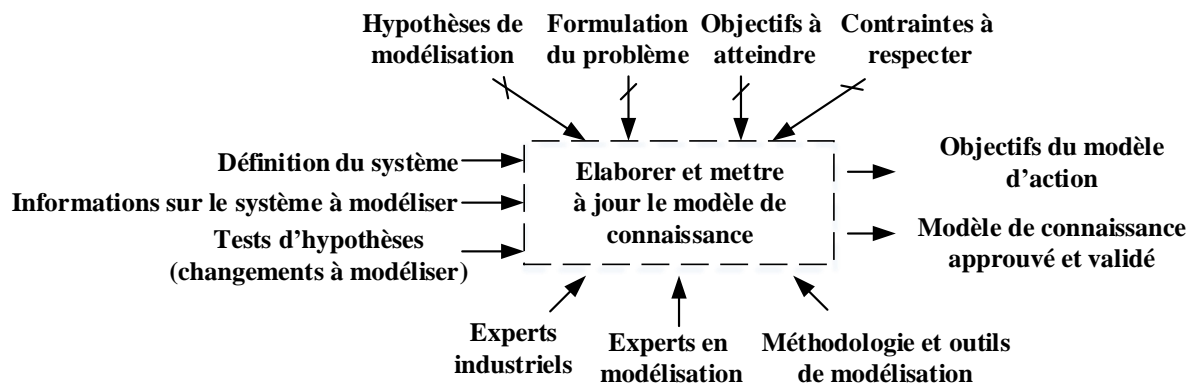 Hypothèses de
modélisation
Formulation
du problème
Objectifs à
atteindre
Contraintes à
respecter
Définition du système
Informations sur le système à modéliser
Tests d'hypothèses
(changements à modéliser)
Elaborer et mettre
à jour le modèle de
connaissance
Objectifs du modèle
d'action
Modèle de connaissance
approuvé et validé
Experts
industriels
Experts en
modélisation
Méthodologie et outils
de modélisation